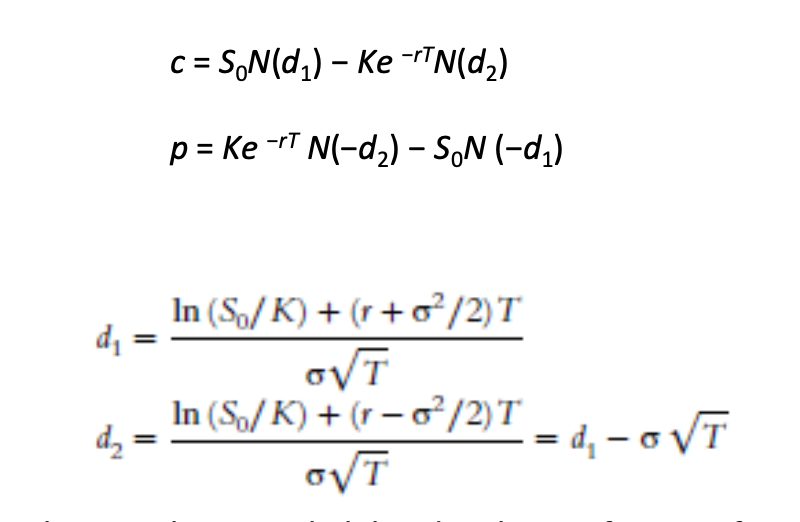 c = S₀N(d₁) – Ke ⁻ʳᵀN(d₂)
p = Ke ⁻ʳᵀ N(–d₂) – S₀N (–d₁)
d₁ = ln (S₀/K) + (r + σ²/2) T / σ√T
d₂ = ln (S₀/K) + (r – σ²/2) T / σ√T = d₁ – σ √T